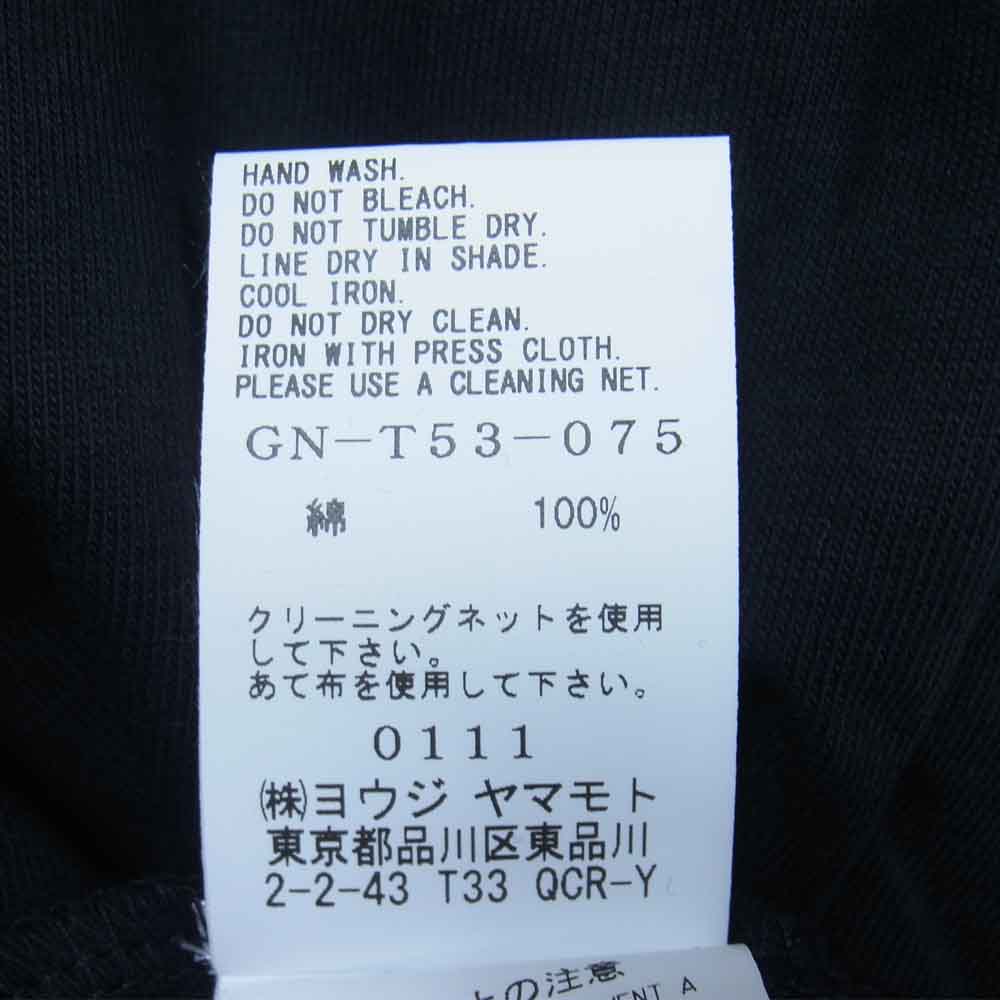 HAND WASH.
DO NOT BLEACH.
DO NOT TUMBLE DRY.
LINE DRY IN SHADE.
COOL IRON.
DO NOT DRY CLEAN.
IRON WITH PRESS CLOTH.
PLEASE USE A CLEANING NET.
GN-T53-075
綿 100%
クリーニングネットを使用
して下さい。
あて布を使用して下さい。
0111
㈱ヨウジ ヤマモト
東京都品川区東品川
2-2-43 T33 QCR-Y
上の注意
A